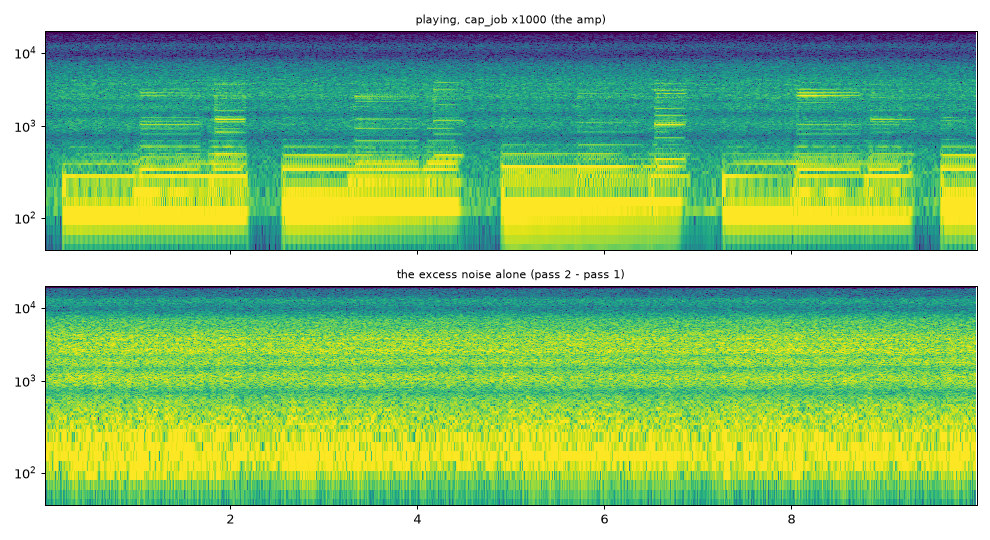 playing, cap_job x1000 (the amp)
10⁴
10³
10²
2 4 6 8
the excess noise alone (pass 2 - pass 1)
10⁴
10³
10²
2 4 6 8